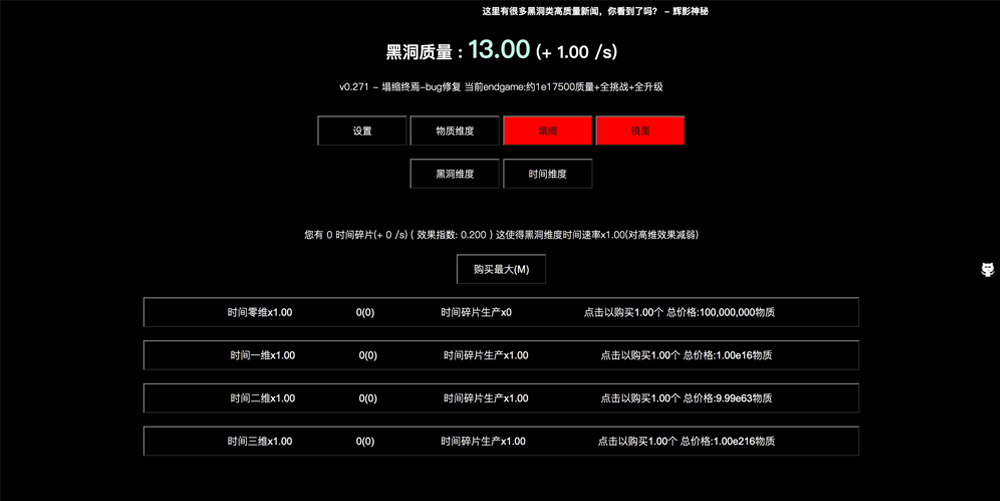 这里有很多黑洞类高质量新闻，你看到了吗？ - 辉影神秘
黑洞质量 : 13.00 (+ 1.00 /s)
v0.271 - 塌缩终焉-bug修复 当前endgame:约1e17500质量+全挑战+全升级
设置 物质维度 塌缩 镜面
黑洞维度 时间维度
您有 0 时间碎片(+ 0 /s) ( 效果指数: 0.200 ) 这使得黑洞维度时间速率x1.00(对高维效果减弱)
购买最大(M)
时间零维x1.00 0(0) 时间碎片生产x0 点击以购买1.00个 总价格:100,000,000物质
时间一维x1.00 0(0) 时间碎片生产x1.00 点击以购买1.00个 总价格:1.00e16物质
时间二维x1.00 0(0) 时间碎片生产x1.00 点击以购买1.00个 总价格:9.99e63物质
时间三维x1.00 0(0) 时间碎片生产x1.00 点击以购买1.00个 总价格:1.00e216物质